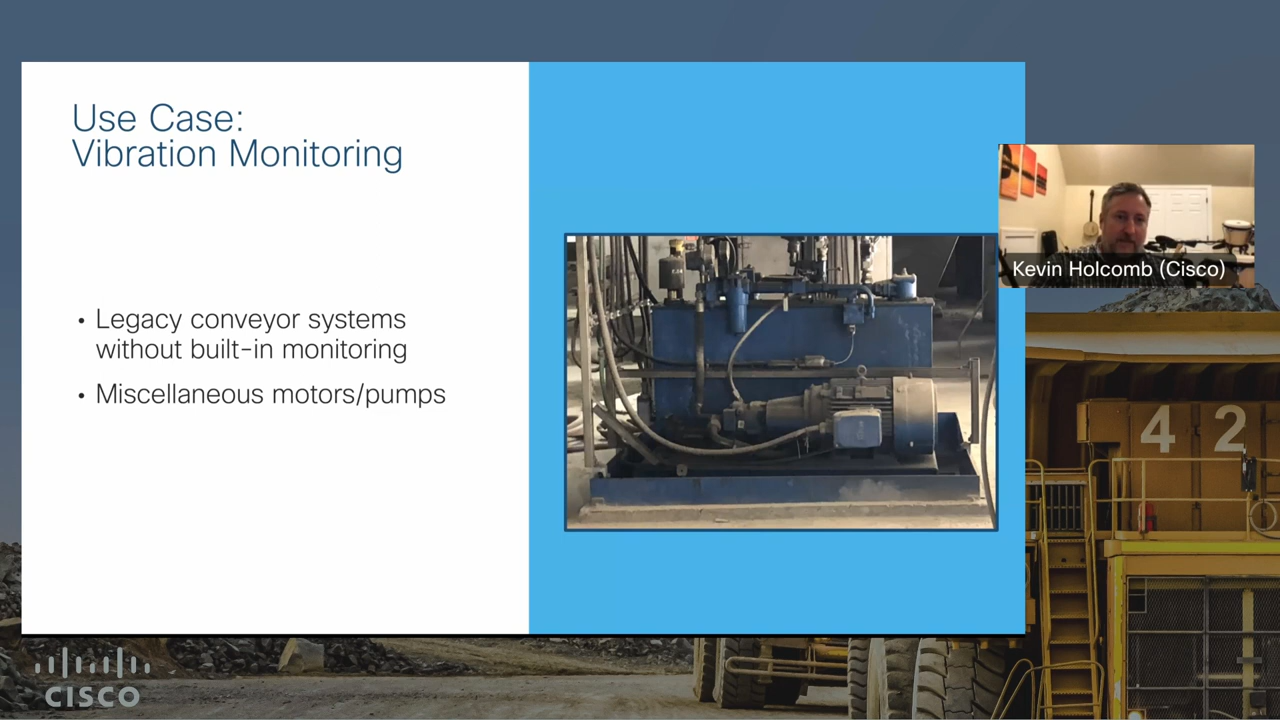 Use Case:
Vibration Monitoring
• Legacy conveyor systems
without built-in monitoring
• Miscellaneous motors/pumps
Kevin Holcomb (Cisco)
42
CISCO